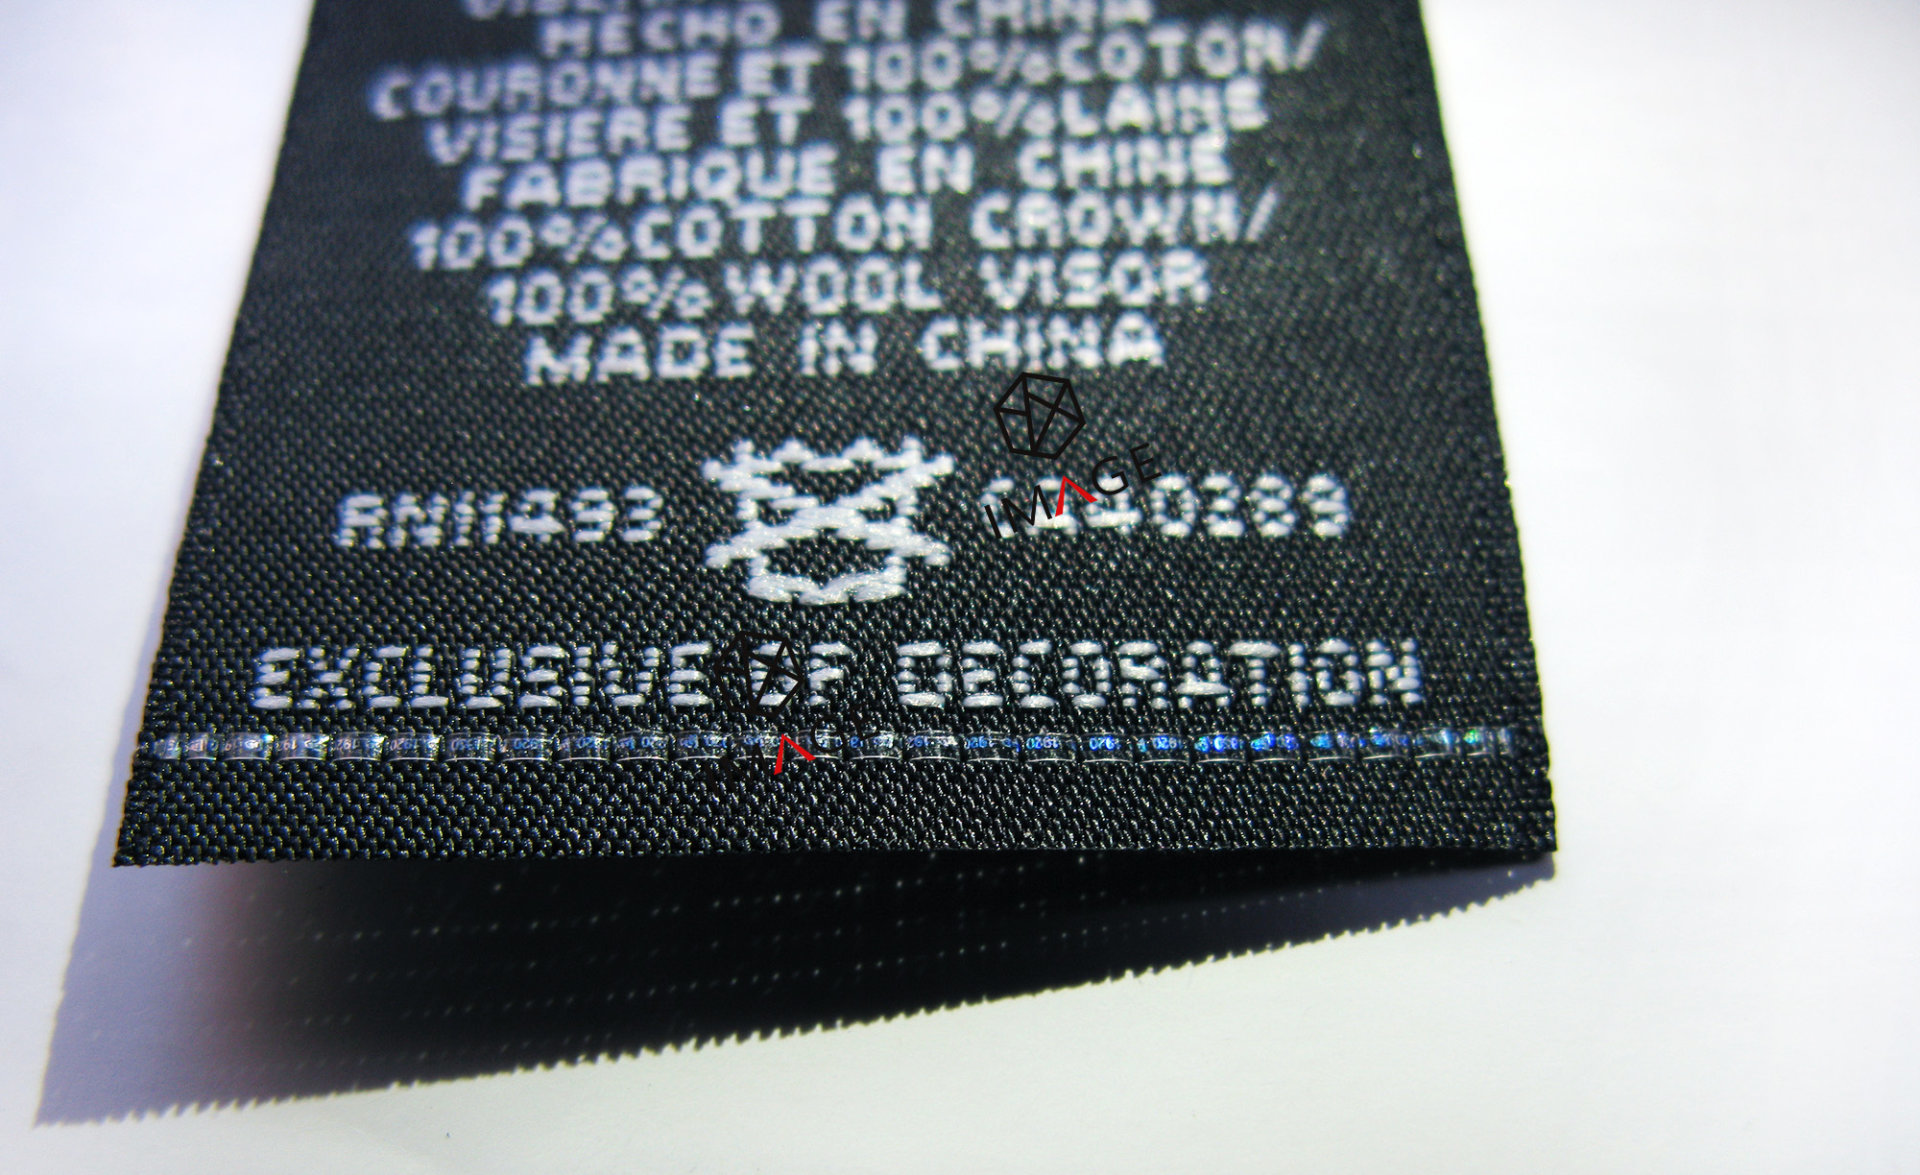 HECHO EN CHINA
COURONNE ET 100%COTON/
VISIERE ET 100%LAINE
FABRIQUE EN CHINE
100%COTTON CROWN/
100%WOOL VISOR
MADE IN CHINA
RN11493
IMAGE
EXCLUSIVE OF DECORATION